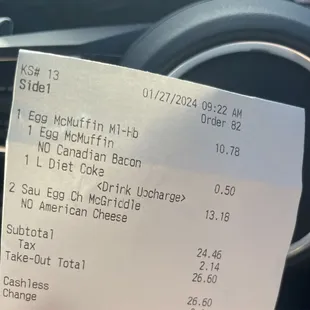 KS# 13 01/27/2024 09:22 AM
Side1 Order 82
1 Egg McMuffin Ml-Hb 10.78
1 Egg McMuffin
NO Canadian Bacon
1 L Diet Coke
<Drink Upcharge> 0.50
2 Sau Egg Ch McGriddle 13.18
NO American Cheese
Subtotal 24.46
Tax 2.14
Take-Out Total 26.60
Cashless 26.60
Change